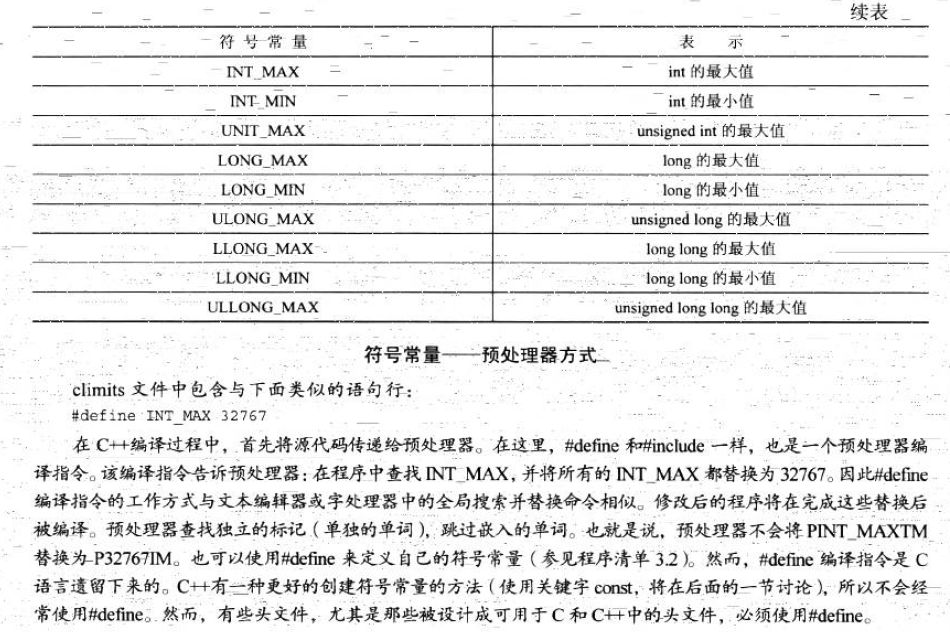 续表
符号常量 表示
INT_MAX int 的最大值
INT_MIN int 的最小值
UNIT_MAX unsigned int 的最大值
LONG_MAX long 的最大值
LONG_MIN long 的最小值
ULONG_MAX unsigned long 的最大值
LLONG_MAX long long 的最大值
LLONG_MIN long long 的最小值
ULLONG_MAX unsigned long long 的最大值
符号常量——预处理器方式
climits 文件中包含与下面类似的语句行：
#define INT_MAX 32767
在 C++编译过程中，首先将源代码传递给预处理器。在这里，#define 和#include 一样，也是一个预处理器编
译指令。该编译指令告诉预处理器：在程序中查找 INT_MAX，并将所有的 INT_MAX 都替换为 32767。因此#define
编译指令的工作方式与文本编辑器或字处理器中的全局搜索并替换命令相似。修改后的程序将在完成这些替换后
被编译。预处理器查找独立的标记（单独的单词），跳过嵌入的单词。也就是说，预处理器不会将 PINT_MAXTM
替换为 P32767IM。也可以使用#define 来定义自己的符号常量（参见程序清单 3.2）。然而，#define 编译指令是 C
语言遗留下来的。C++有一种更好的创建符号常量的方法（使用关键字 const，将在后面的一节讨论），所以不会经
常使用#define。然而，有些头文件，尤其是那些被设计成可用于 C 和 C++中的头文件，必须使用#define。